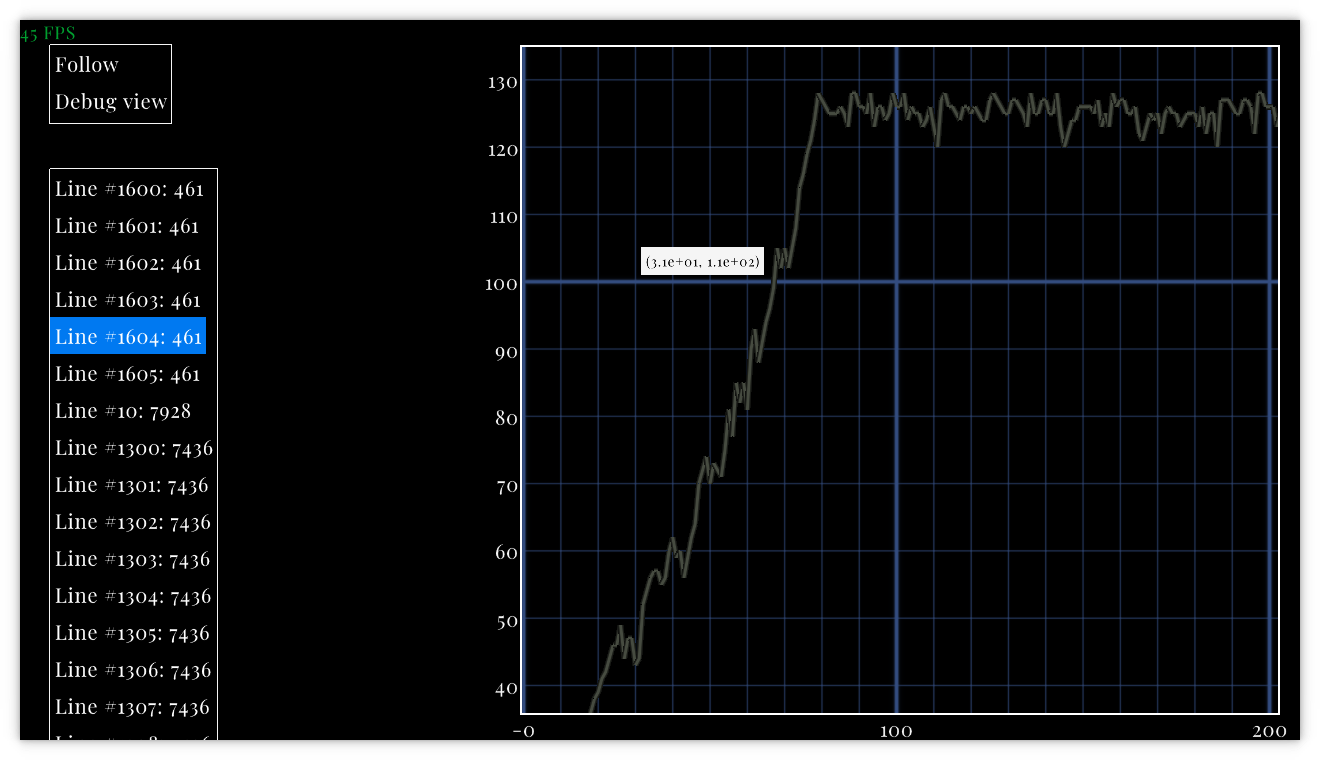 45 FPS
Follow
Debug view
Line #1600: 461
Line #1601: 461
Line #1602: 461
Line #1603: 461
Line #1604: 461
Line #1605: 461
Line #10: 7928
Line #1300: 7436
Line #1301: 7436
Line #1302: 7436
Line #1303: 7436
Line #1304: 7436
Line #1305: 7436
Line #1306: 7436
Line #1307: 7436
130
120
110
100
90
80
70
60
50
40
(3.1e+01, 1.1e+02)
-0
100
200